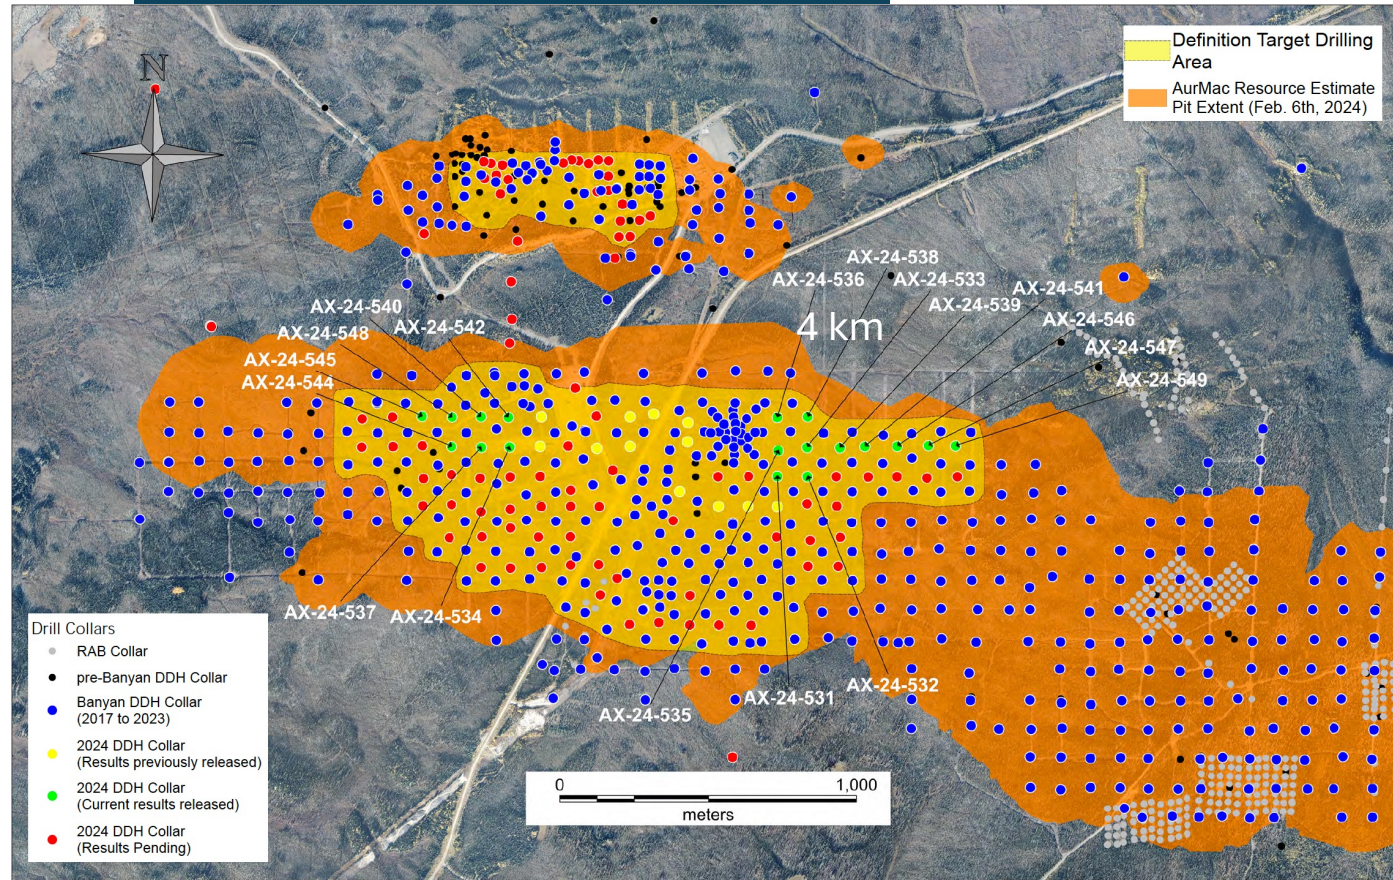 N
Definition Target Drilling
Area
AurMac Resource Estimate
Pit Extent (Feb. 6th, 2024)
AX-24-538
AX-24-536
AX-24-533
AX-24-541
AX-24-539
AX-24-540
AX-24-546
AX-24-548
AX-24-542
4 km
AX-24-547
AX-24-545
AX-24-549
AX-24-544
AX-24-537
AX-24-534
AX-24-532
AX-24-531
AX-24-535
Drill Collars
RAB Collar
pre-Banyan DDH Collar
Banyan DDH Collar
(2017 to 2023)
2024 DDH Collar
(Results previously released)
2024 DDH Collar
(Current results released)
2024 DDH Collar
(Results Pending)
0 1,000
meters